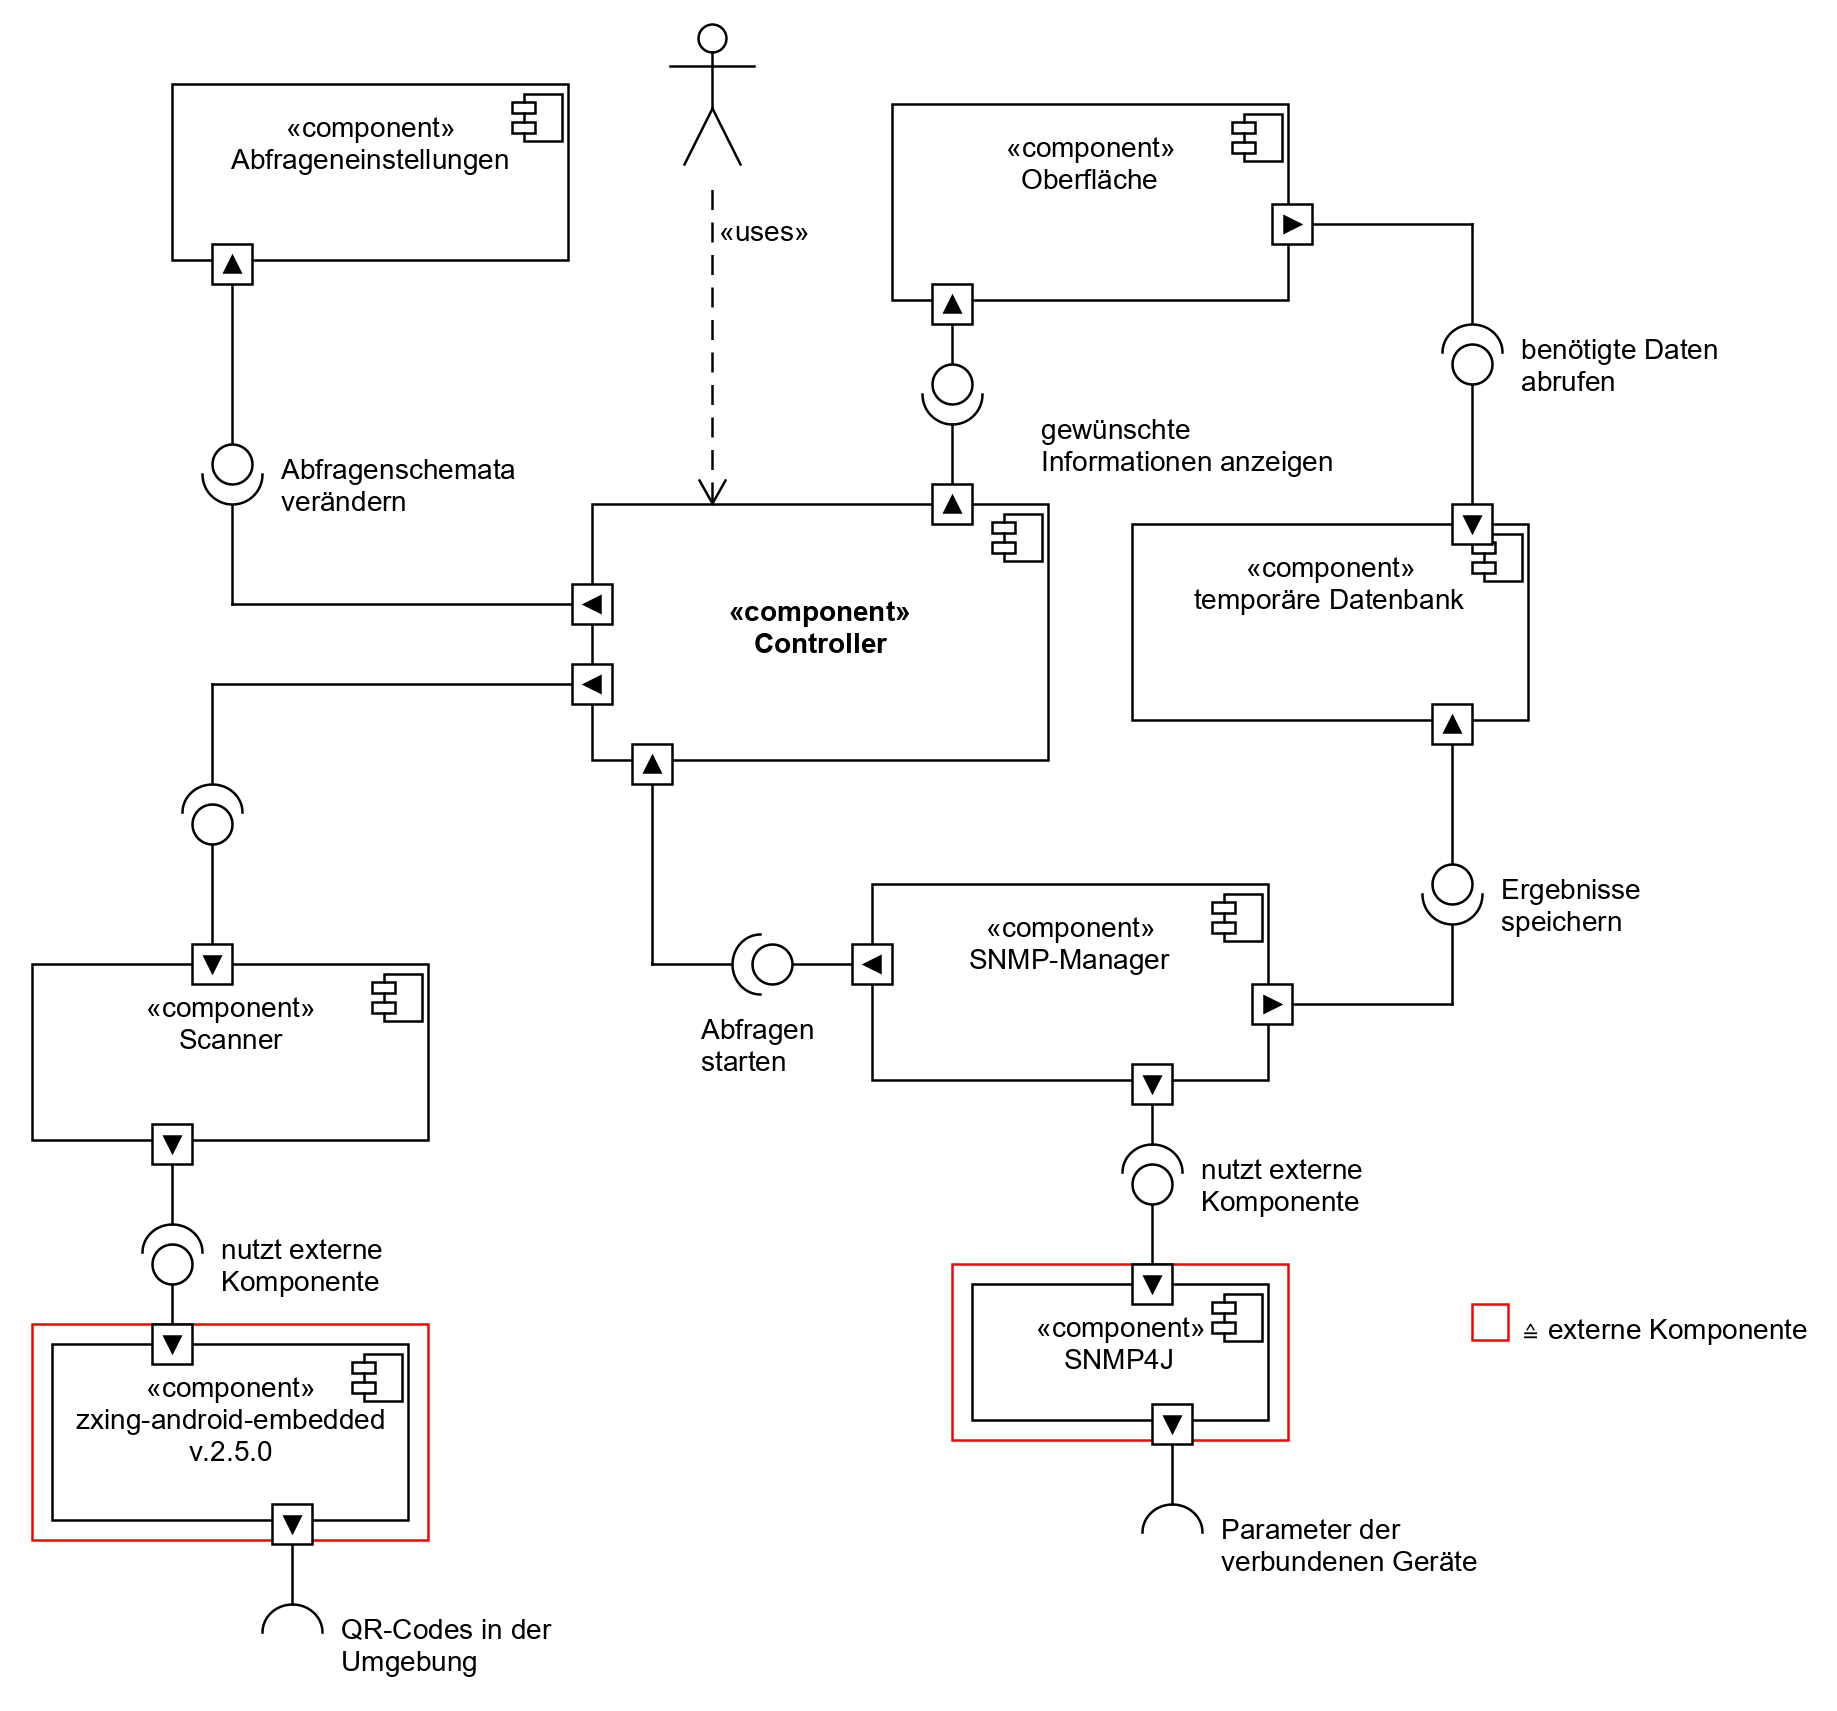 «component»
Abfrageneinstellungen
«uses»
«component»
Oberfläche
benötigte Daten
abrufen
gewünschte
Informationen anzeigen
Abfragenschemata
verändern
«component»
Controller
«component»
temporäre Datenbank
«component»
SNMP-Manager
Ergebnisse
speichern
«component»
Scanner
Abfragen
starten
nutzt externe
Komponente
nutzt externe
Komponente
«component»
SNMP4J
≙ externe Komponente
«component»
zxing-android-embedded
v.2.5.0
Parameter der
verbundenen Geräte
QR-Codes in der
Umgebung